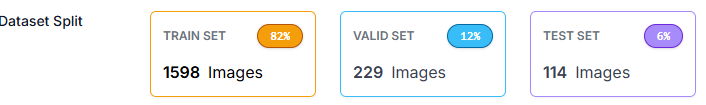 Dataset Split
TRAIN SET 82%
1598 Images
VALID SET 12%
229 Images
TEST SET 6%
114 Images